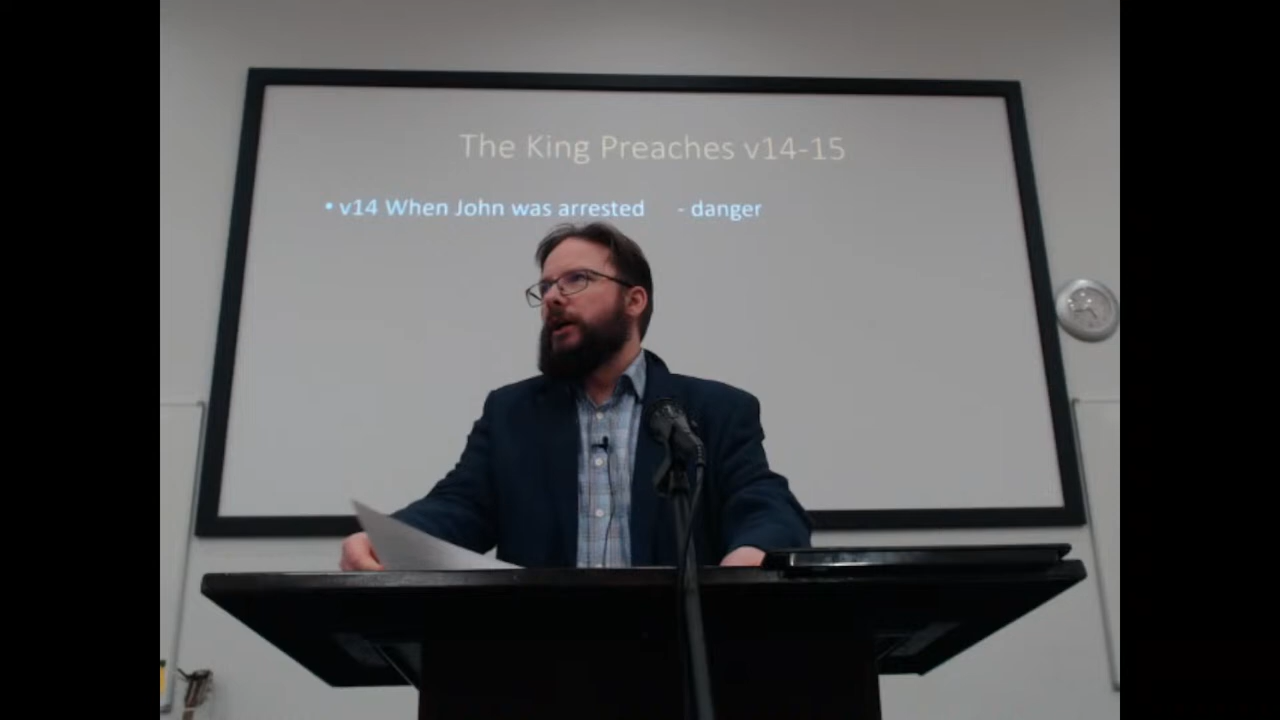 The King Preaches v14-15
• v14 When John was arrested - danger